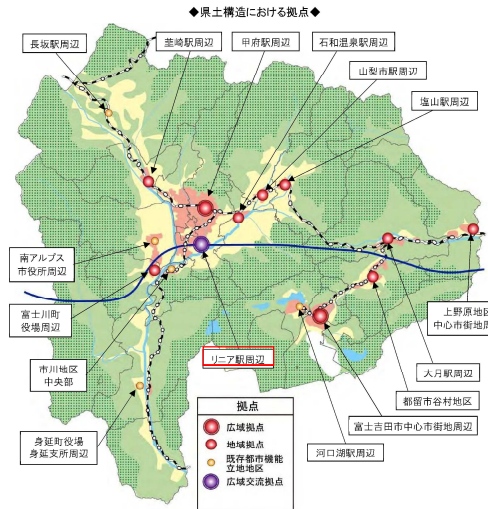 ◆県土構造における拠点◆
長坂駅周辺
韮崎駅周辺
甲府駅周辺
石和温泉駅周辺
山梨市駅周辺
塩山駅周辺
南アルプス
市役所周辺
富士川町
役場周辺
市川地区
中央部
身延町役場
身延支所周辺
リニア駅周辺
上野原地区
中心市街地周辺
大月駅周辺
都留市谷村地区
富士吉田市中心市街地周辺
河口湖駅周辺
拠点
広域拠点
地域拠点
既存都市機能
立地地区
広域交流拠点